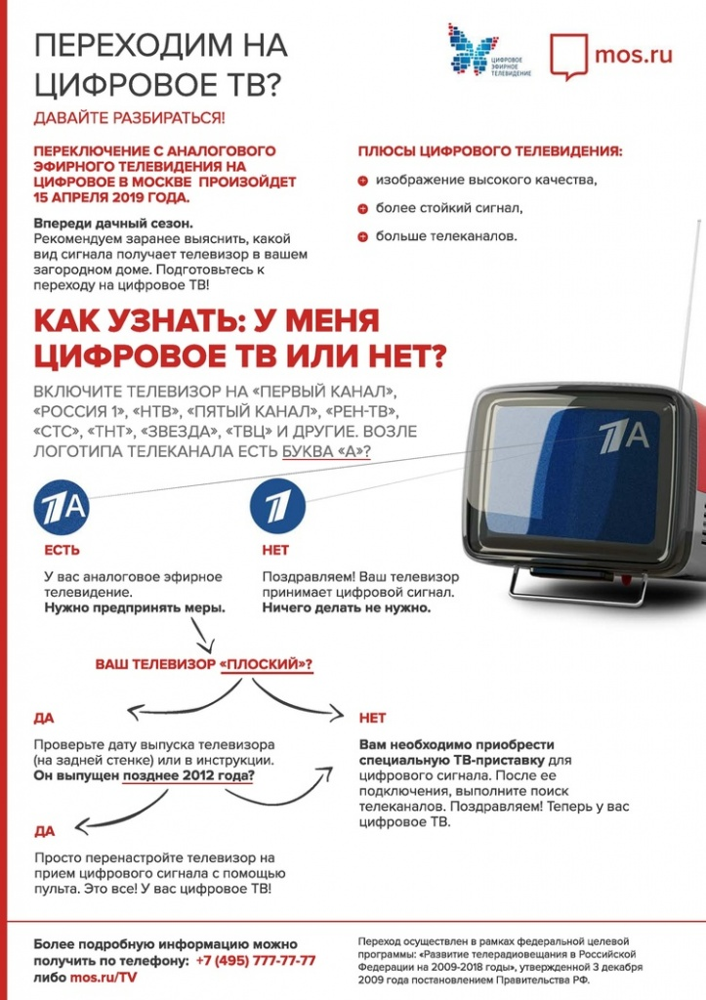 ПЕРЕХОДИМ НА
ЦИФРОВОЕ ТВ?
ДАВАЙТЕ РАЗБИРАТЬСЯ!
ЦИФРОВОЕ
ЭФИРНОЕ
ТЕЛЕВИДЕНИЕ
mos.ru
ПЕРЕКЛЮЧЕНИЕ С АНАЛОГОВОГО
ЭФИРНОГО ТЕЛЕВИДЕНИЯ НА
ЦИФРОВОЕ В МОСКВЕ ПРОИЗОЙДЕТ
15 АПРЕЛЯ 2019 ГОДА.
Впереди дачный сезон.
Рекомендуем заранее выяснить, какой
вид сигнала получает телевизор в вашем
загородном доме. Подготовьтесь к
переходу на цифровое ТВ!
ПЛЮСЫ ЦИФРОВОГО ТЕЛЕВИДЕНИЯ:
изображение высокого качества,
более стойкий сигнал,
больше телеканалов.
КАК УЗНАТЬ: У МЕНЯ
ЦИФРОВОЕ ТВ ИЛИ НЕТ?
ВКЛЮЧИТЕ ТЕЛЕВИЗОР НА «ПЕРВЫЙ КАНАЛ»,
«РОССИЯ 1», «НТВ», «ПЯТЫЙ КАНАЛ», «РЕН-ТВ»,
«СТС», «ТНТ», «ЗВЕЗДА», «ТВЦ» И ДРУГИЕ. ВОЗЛЕ
ЛОГОТИПА ТЕЛЕКАНАЛА ЕСТЬ БУКВА «А»?
1А
1А
1
ЕСТЬ
У вас аналоговое эфирное
телевидение.
Нужно предпринять меры.
НЕТ
Поздравляем! Ваш телевизор
принимает цифровой сигнал.
Ничего делать не нужно.
ВАШ ТЕЛЕВИЗОР «ПЛОСКИЙ»?
ДА
Проверьте дату выпуска телевизора
(на задней стенке) или в инструкции.
Он выпущен позднее 2012 года?
НЕТ
Вам необходимо приобрести
специальную ТВ-приставку для
цифрового сигнала. После ее
подключения, выполните поиск
телеканалов. Поздравляем! Теперь у вас
цифровое ТВ.
ДА
Просто перенастройте телевизор на
прием цифрового сигнала с помощью
пульта. Это все! У вас цифровое ТВ!
Более подробную информацию можно
получить по телефону: +7 (495) 777-77-77
либо mos.ru/TV
Переход осуществлен в рамках федеральной целевой
программы: «Развитие телерадиовещания в Российской
Федерации на 2009-2018 годы», утвержденной 3 декабря
2009 года постановлением Правительства РФ.